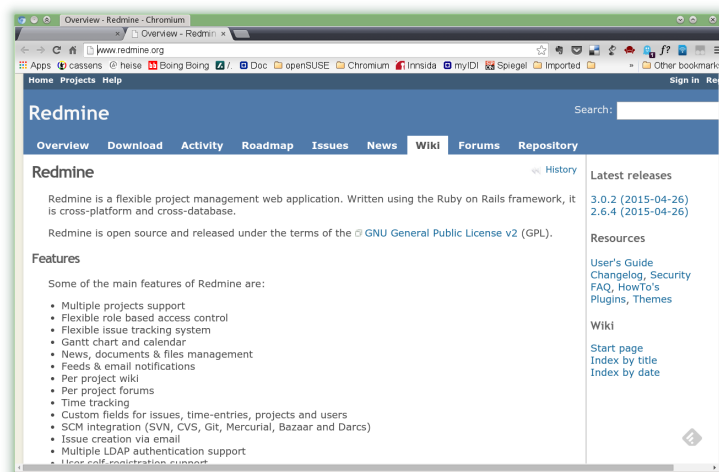 Overview - Redmine - Chromium
Overview - Redmin
www.redmine.org
f?
Apps cassens heise Boing Boing /. Doc openSUSE Chromium Innsida myIDI Spiegel Imported » Other bookmark
Home Projects Help
Sign in Re
Redmine
Search:
Overview Download Activity Roadmap Issues News Wiki Forums Repository
Redmine
History
Redmine is a flexible project management web application. Written using the Ruby on Rails framework, it
is cross-platform and cross-database.
Redmine is open source and released under the terms of the GNU General Public License v2 (GPL).
Features
Some of the main features of Redmine are:
• Multiple projects support
• Flexible role based access control
• Flexible issue tracking system
• Gantt chart and calendar
• News, documents & files management
• Feeds & email notifications
• Per project wiki
• Per project forums
• Time tracking
• Custom fields for issues, time-entries, projects and users
• SCM integration (SVN, CVS, Git, Mercurial, Bazaar and Darcs)
• Issue creation via email
• Multiple LDAP authentication support
• User self-registration support
Latest releases
3.0.2 (2015-04-26)
2.6.4 (2015-04-26)
Resources
User's Guide
Changelog, Security
FAQ, HowTo's
Plugins, Themes
Wiki
Start page
Index by title
Index by date